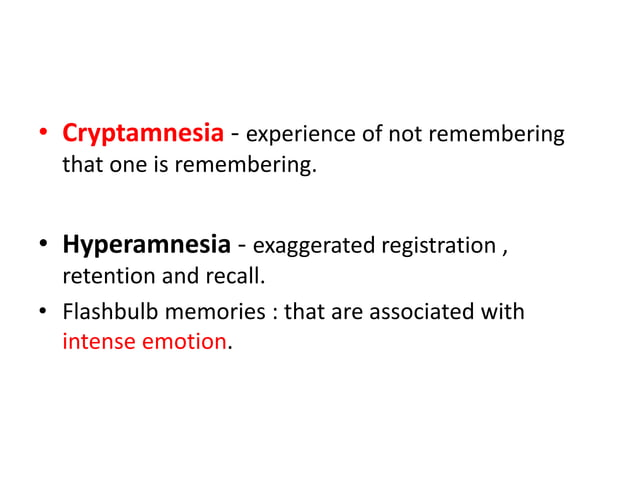 • Cryptamnesia - experience of not remembering
that one is remembering.
• Hyperamnesia - exaggerated registration ,
retention and recall.
• Flashbulb memories : that are associated with
intense emotion.